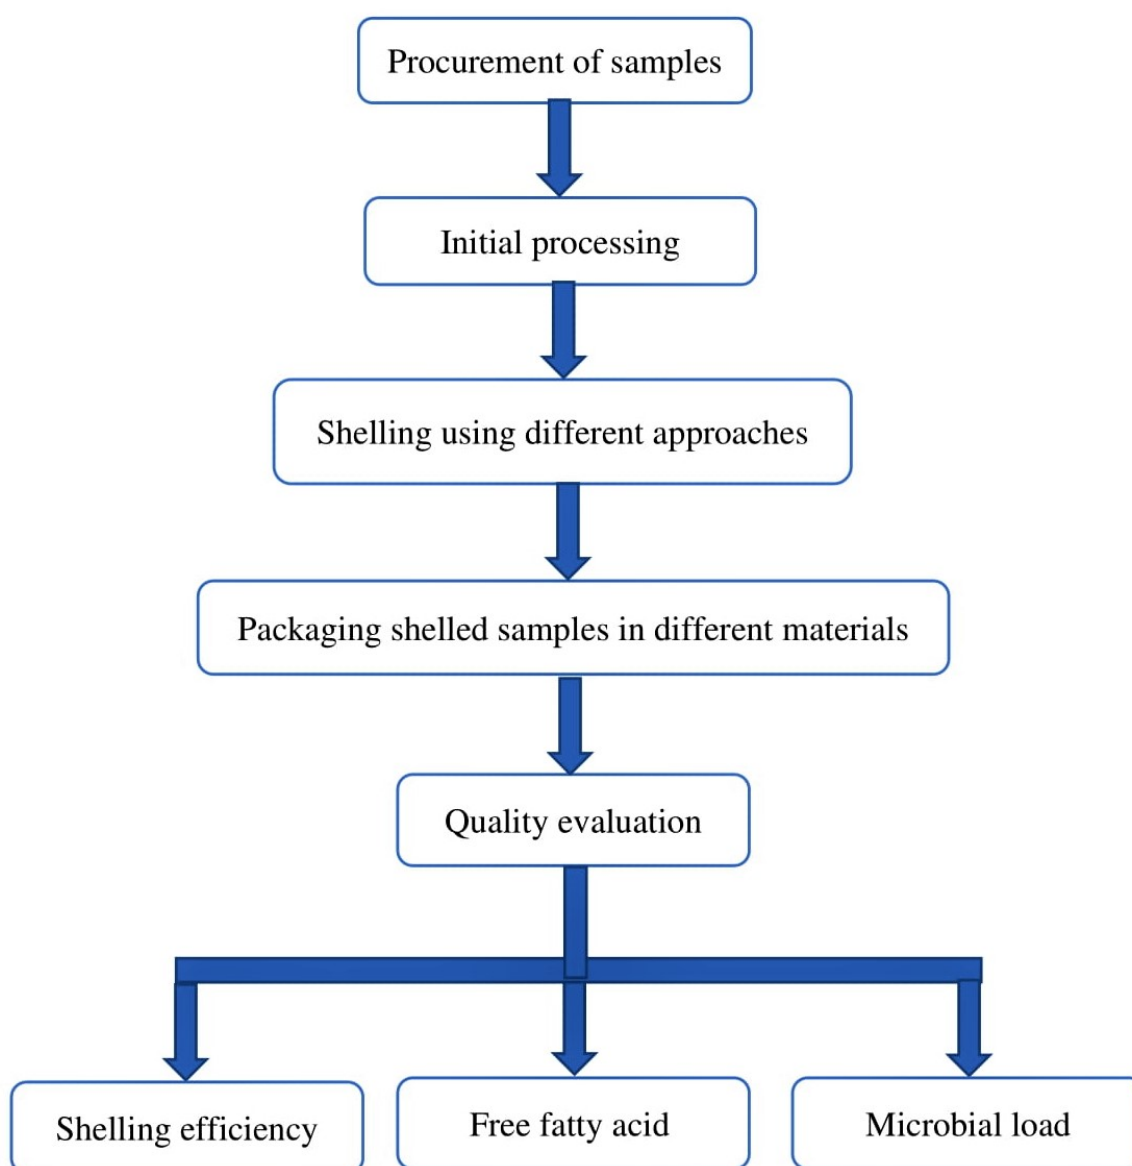 Procurement of samples
Initial processing
Shelling using different approaches
Packaging shelled samples in different materials
Quality evaluation
Shelling efficiency
Free fatty acid
Microbial load